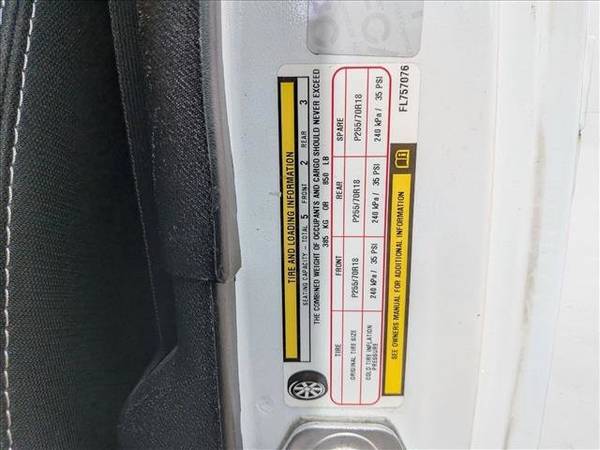 TIRE AND LOADING INFORMATION
SEATING CAPACITY - TOTAL 5 FRONT 2 REAR 3
THE COMBINED WEIGHT OF OCCUPANTS AND CARGO SHOULD NEVER EXCEED
385 KG OR 850 LB
TIRE FRONT REAR SPARE
ORIGINAL TIRE SIZE P255/70R18 P255/70R18 P255/70R18
COLD TIRE INFLATION
PRESSURE 240 kPa / 35 PSI 240 kPa / 35 PSI 240 kPa / 35 PSI
SEE OWNERS MANUAL FOR ADDITIONAL INFORMATION
FL757076